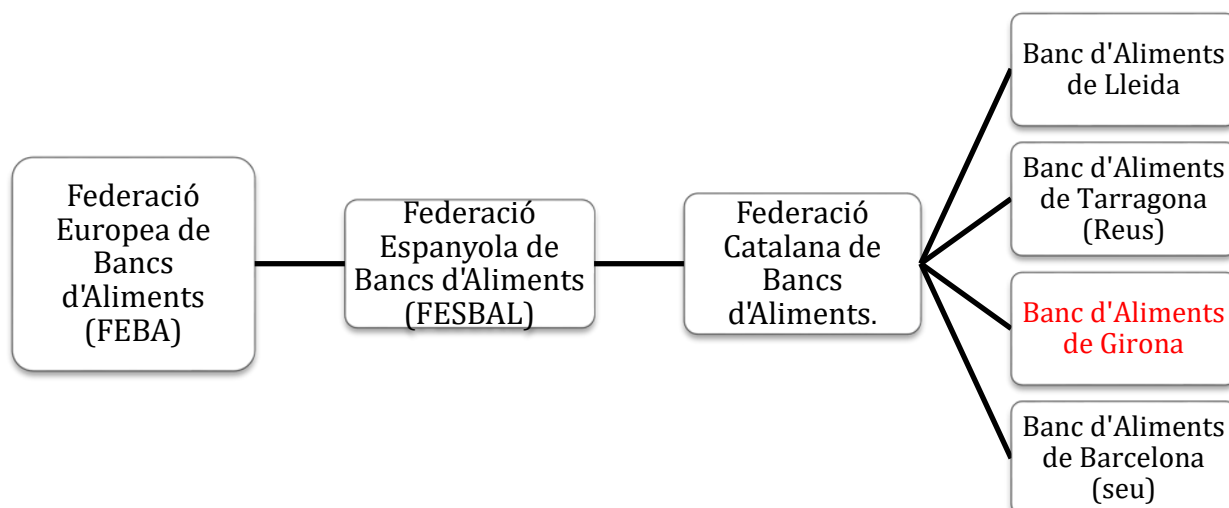 Federació
Europea de
Bancs
d'Aliments
(FEBA)
Federació
Espanyola de
Bancs d'Aliments
(FESBAL)
Federació
Catalana de
Bancs
d'Aliments.
Banc d'Aliments
de Lleida
Banc d'Aliments
de Tarragona
(Reus)
Banc d'Aliments
de Girona
Banc d'Aliments
de Barcelona
(seu)